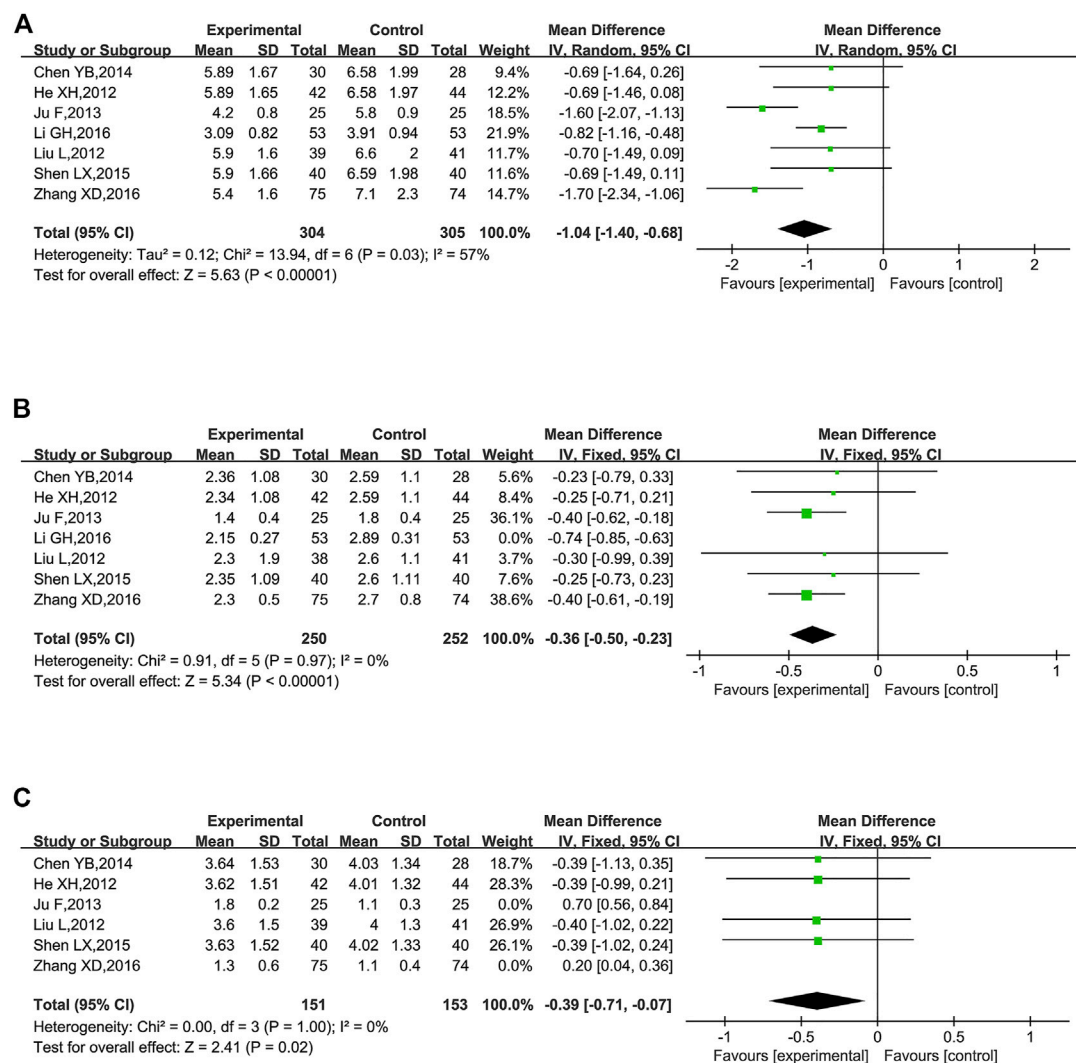 A
Experimental Control Mean Difference Mean Difference
Study or Subgroup Mean SD Total Mean SD Total Weight IV, Random, 95% CI IV, Random, 95% CI
Chen YB,2014 5.89 1.67 30 6.58 1.99 28 9.4% -0.69 [-1.64, 0.26]
He XH,2012 5.89 1.65 42 6.58 1.97 44 12.2% -0.69 [-1.46, 0.08]
Ju F,2013 4.2 0.8 25 5.8 0.9 25 18.5% -1.60 [-2.07, -1.13]
Li GH,2016 3.09 0.82 53 3.91 0.94 53 21.9% -0.82 [-1.16, -0.48]
Liu L,2012 5.9 1.6 39 6.6 2 41 11.7% -0.70 [-1.49, 0.09]
Shen LX,2015 5.9 1.66 40 6.59 1.98 40 11.6% -0.69 [-1.49, 0.11]
Zhang XD,2016 5.4 1.6 75 7.1 2.3 74 14.7% -1.70 [-2.34, -1.06]
Total (95% CI) 304 305 100.0% -1.04 [-1.40, -0.68]
Heterogeneity: Tau² = 0.12; Chi² = 13.94, df = 6 (P = 0.03); I² = 57%
Test for overall effect: Z = 5.63 (P < 0.00001)
-2 -1 0 1 2
Favours [experimental] Favours [control]
B
Experimental Control Mean Difference Mean Difference
Study or Subgroup Mean SD Total Mean SD Total Weight IV, Fixed, 95% CI IV, Fixed, 95% CI
Chen YB,2014 2.36 1.08 30 2.59 1.1 28 5.6% -0.23 [-0.79, 0.33]
He XH,2012 2.34 1.08 42 2.59 1.1 44 8.4% -0.25 [-0.71, 0.21]
Ju F,2013 1.4 0.4 25 1.8 0.4 25 36.1% -0.40 [-0.62, -0.18]
Li GH,2016 2.15 0.27 53 2.89 0.31 53 0.0% -0.74 [-0.85, -0.63]
Liu L,2012 2.3 1.9 38 2.6 1.1 41 3.7% -0.30 [-0.99, 0.39]
Shen LX,2015 2.35 1.09 40 2.6 1.11 40 7.6% -0.25 [-0.73, 0.23]
Zhang XD,2016 2.3 0.5 75 2.7 0.8 74 38.6% -0.40 [-0.61, -0.19]
Total (95% CI) 250 252 100.0% -0.36 [-0.50, -0.23]
Heterogeneity: Chi² = 0.91, df = 5 (P = 0.97); I² = 0%
Test for overall effect: Z = 5.34 (P < 0.00001)
-1 -0.5 0 0.5 1
Favours [experimental] Favours [control]
C
Experimental Control Mean Difference Mean Difference
Study or Subgroup Mean SD Total Mean SD Total Weight IV, Fixed, 95% CI IV, Fixed, 95% CI
Chen YB,2014 3.64 1.53 30 4.03 1.34 28 18.7% -0.39 [-1.13, 0.35]
He XH,2012 3.62 1.51 42 4.01 1.32 44 28.3% -0.39 [-0.99, 0.21]
Ju F,2013 1.8 0.2 25 1.1 0.3 25 0.0% 0.70 [0.56, 0.84]
Liu L,2012 3.6 1.5 39 4 1.3 41 26.9% -0.40 [-1.02, 0.22]
Shen LX,2015 3.63 1.52 40 4.02 1.33 40 26.1% -0.39 [-1.02, 0.24]
Zhang XD,2016 1.3 0.6 75 1.1 0.4 74 0.0% 0.20 [0.04, 0.36]
Total (95% CI) 151 153 100.0% -0.39 [-0.71, -0.07]
Heterogeneity: Chi² = 0.00, df = 3 (P = 1.00); I² = 0%
Test for overall effect: Z = 2.41 (P = 0.02)
-1 -0.5 0 0.5 1
Favours [experimental] Favours [control]